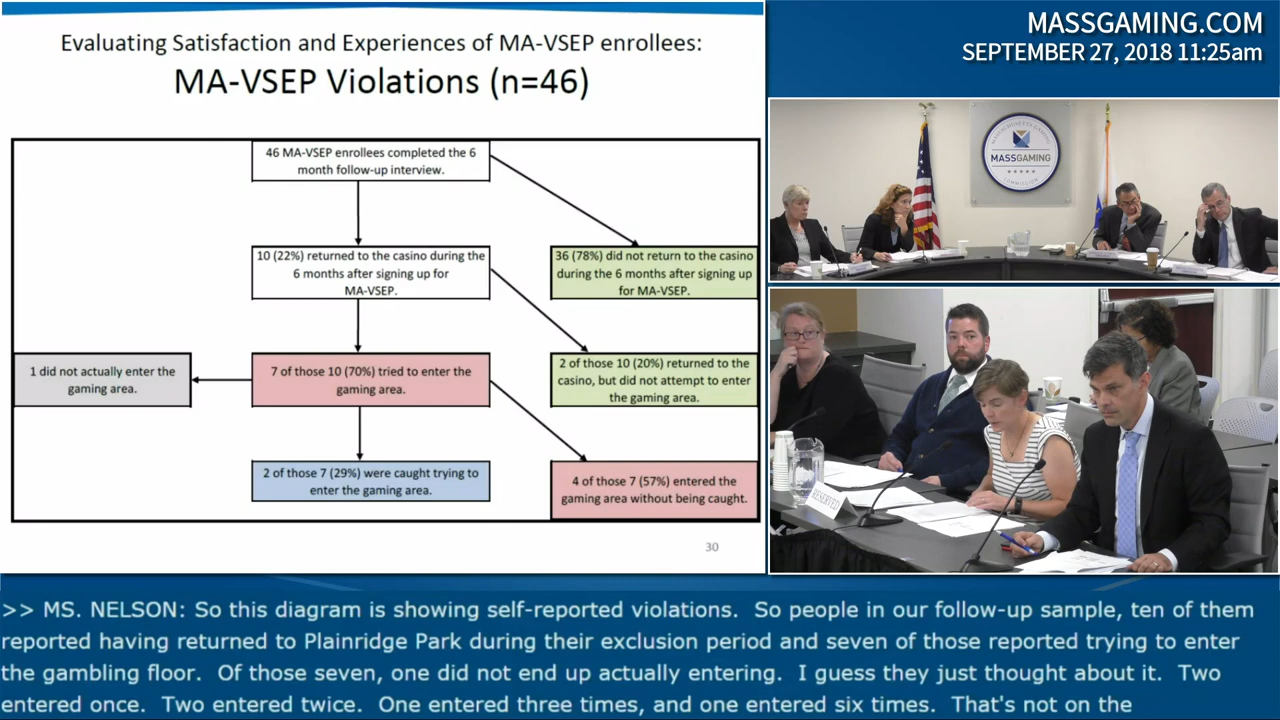 Evaluating Satisfaction and Experiences of MA-VSEP enrollees:
MA-VSEP Violations (n=46)
46 MA-VSEP enrollees completed the 6
month follow-up interview.
10 (22%) returned to the casino during the
6 months after signing up for
MA-VSEP.
36 (78%) did not return to the casino
during the 6 months after signing up
for MA-VSEP.
1 did not actually enter the
gaming area.
7 of those 10 (70%) tried to enter the
gaming area.
2 of those 10 (20%) returned to the
casino, but did not attempt to enter
the gaming area.
2 of those 7 (29%) were caught trying to
enter the gaming area.
4 of those 7 (57%) entered the
gaming area without being caught.
30
MASSGAMING.COM
SEPTEMBER 27, 2018 11:25am
MASSACHUSETTS GAMING
MASSGAMING
COMMISSION
RESERVED
>> MS. NELSON: So this diagram is showing self-reported violations.  So people in our follow-up sample, ten of them
reported having returned to Plainridge Park during their exclusion period and seven of those reported trying to enter
the gambling floor.  Of those seven, one did not end up actually entering.  I guess they just thought about it.  Two
entered once.  Two entered twice.  One entered three times, and one entered six times.  That's not on the